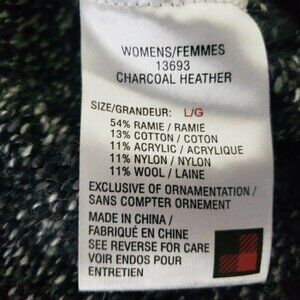 WOMENS/FEMMES
13693
CHARCOAL HEATHER
SIZE/GRANDEUR: L/G
54% RAMIE / RAMIE
13% COTTON / COTON
11% ACRYLIC / ACRYLIQUE
11% NYLON / NYLON
11% WOOL / LAINE
EXCLUSIVE OF ORNAMENTATION /
SANS COMPTER ORNEMENT
MADE IN CHINA /
FABRIQUÉ EN CHINE
SEE REVERSE FOR CARE
VOIR ENDOS POUR
ENTRETIEN